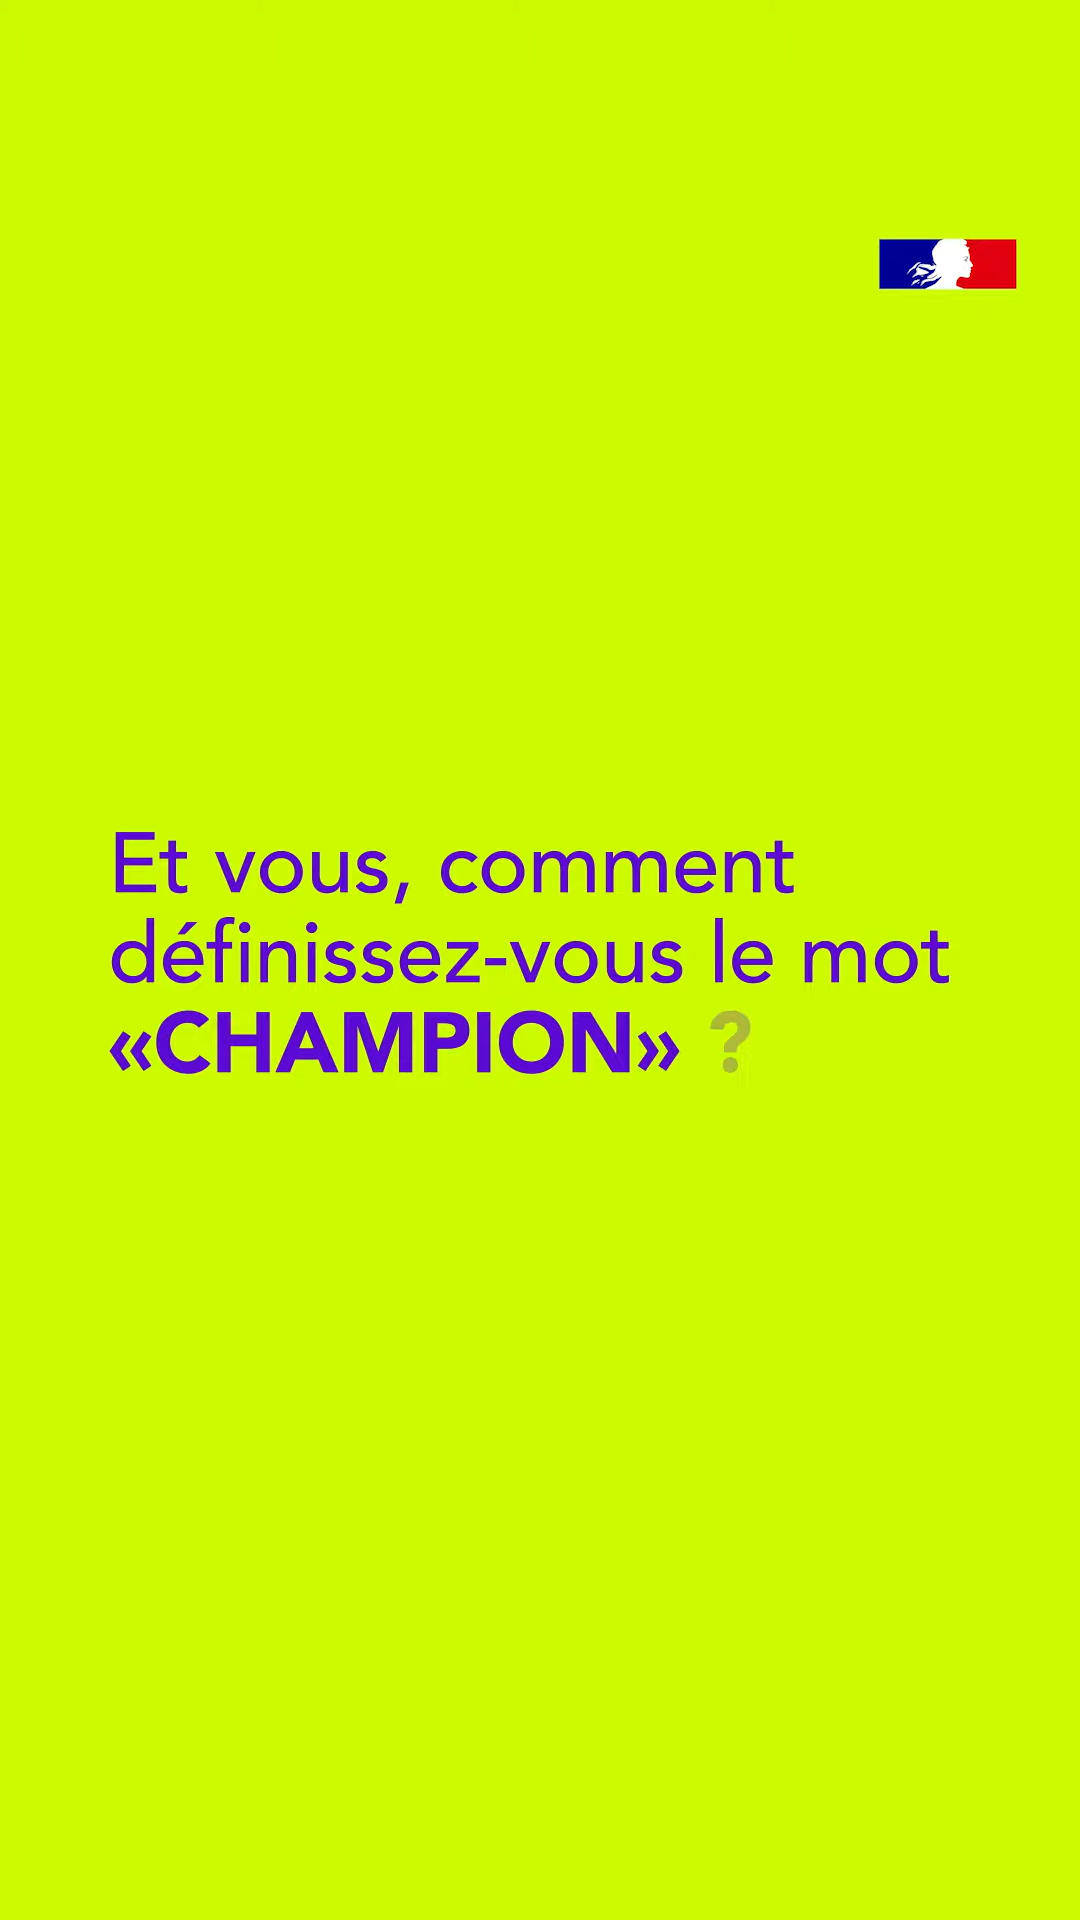 Et vous, comment
définissez-vous le mot
«CHAMPION» ?